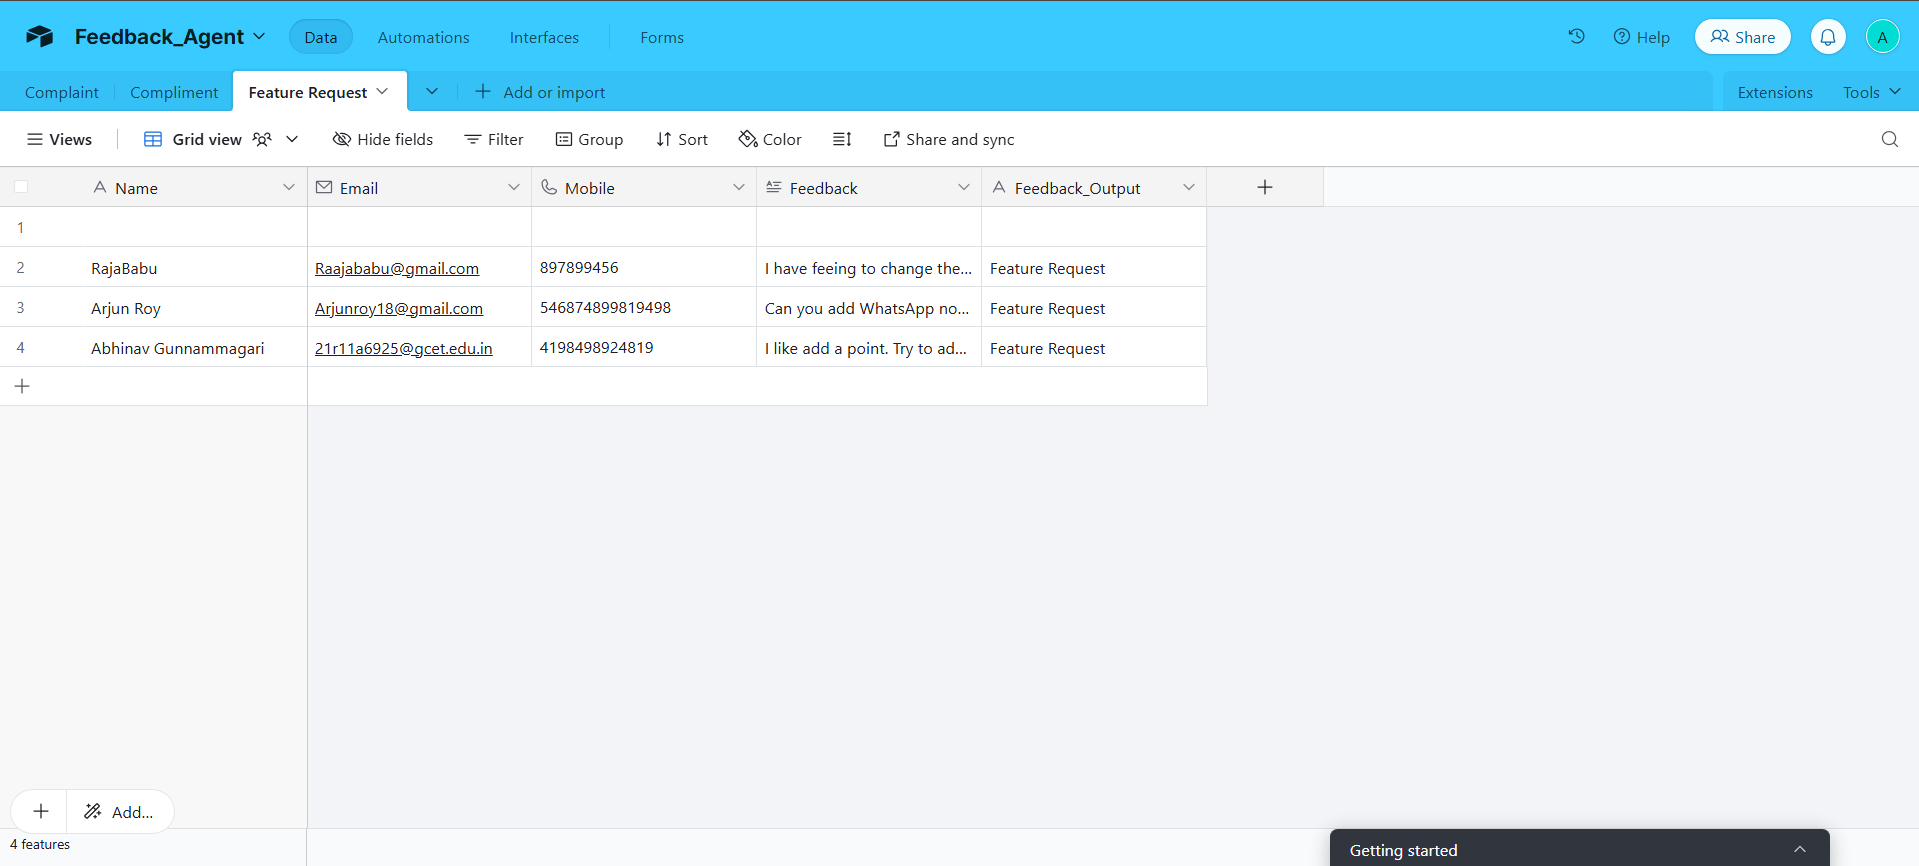 Feedback_Agent Data Automations Interfaces Forms Help Share A
Complaint Compliment Feature Request Add or import Extensions Tools
Views Grid view Hide fields Filter Group Sort Color Share and sync
Name Email Mobile Feedback Feedback_Output
1
2 RajaBabu Raajababu@gmail.com 897899456 I have feeing to change the... Feature Request
3 Arjun Roy Arjunroy18@gmail.com 546874899819498 Can you add WhatsApp no... Feature Request
4 Abhinav Gunnammagari 21r11a6925@gcet.edu.in 4198498924819 I like add a point. Try to ad... Feature Request
Add...
4 features
Getting started